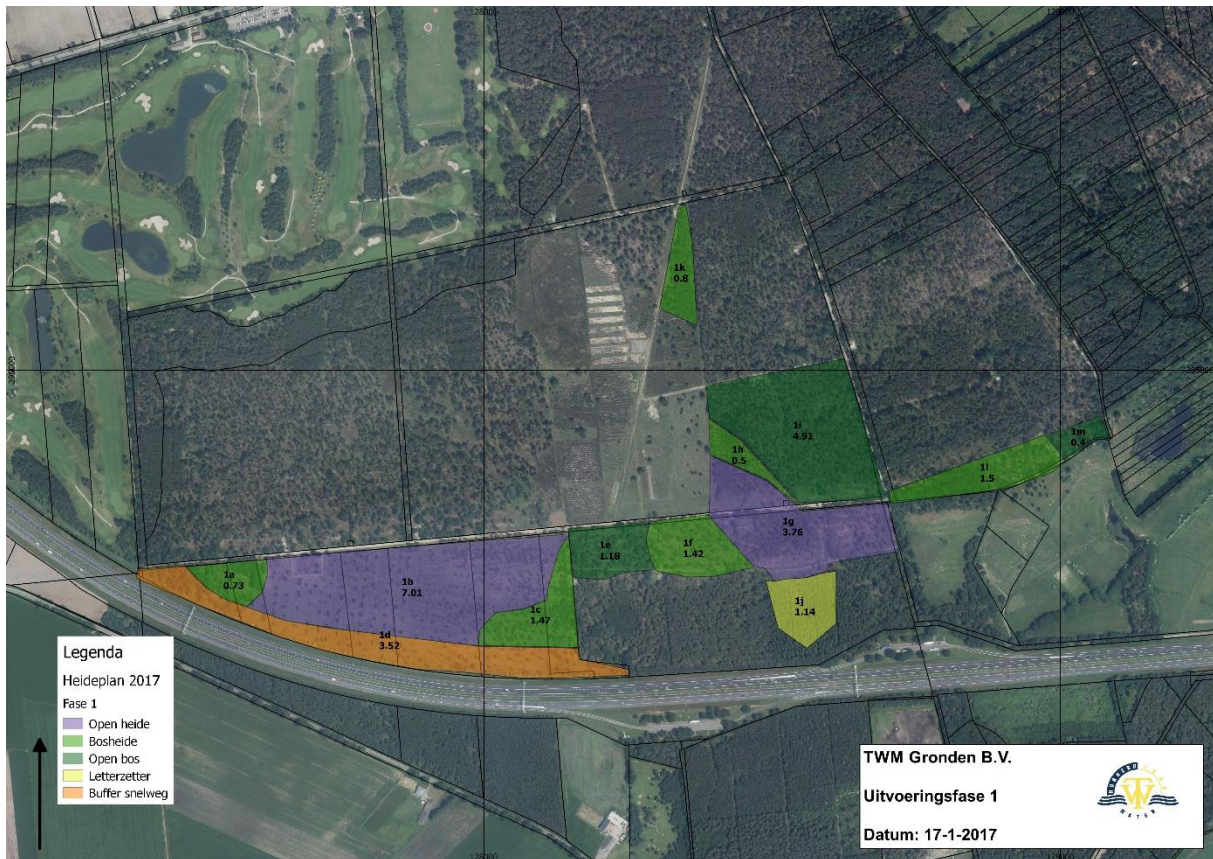 128000
1k
0.8
1i
4.91
1h
0.5
1m
0.4
1l
1.5
1g
3.76
1e
1.18
1f
1.42
1a
0.73
1b
7.01
1j
1.14
1c
1.47
1d
3.52
Legenda
Heideplan 2017
Fase 1
Open heide
Bosheide
Open bos
Letterzetter
Buffer snelweg
TWM Gronden B.V.
Uitvoeringsfase 1
Datum: 17-1-2017
TW
128000